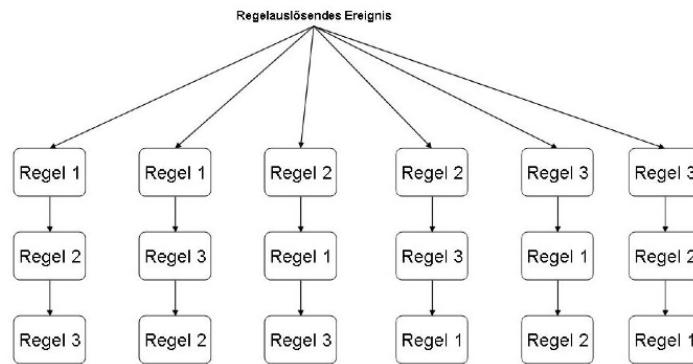 Regelauslösendes Ereignis
Regel 1 Regel 1 Regel 2 Regel 2 Regel 3 Regel 3
Regel 2 Regel 3 Regel 1 Regel 3 Regel 1 Regel 2
Regel 3 Regel 2 Regel 3 Regel 1 Regel 2 Regel 1